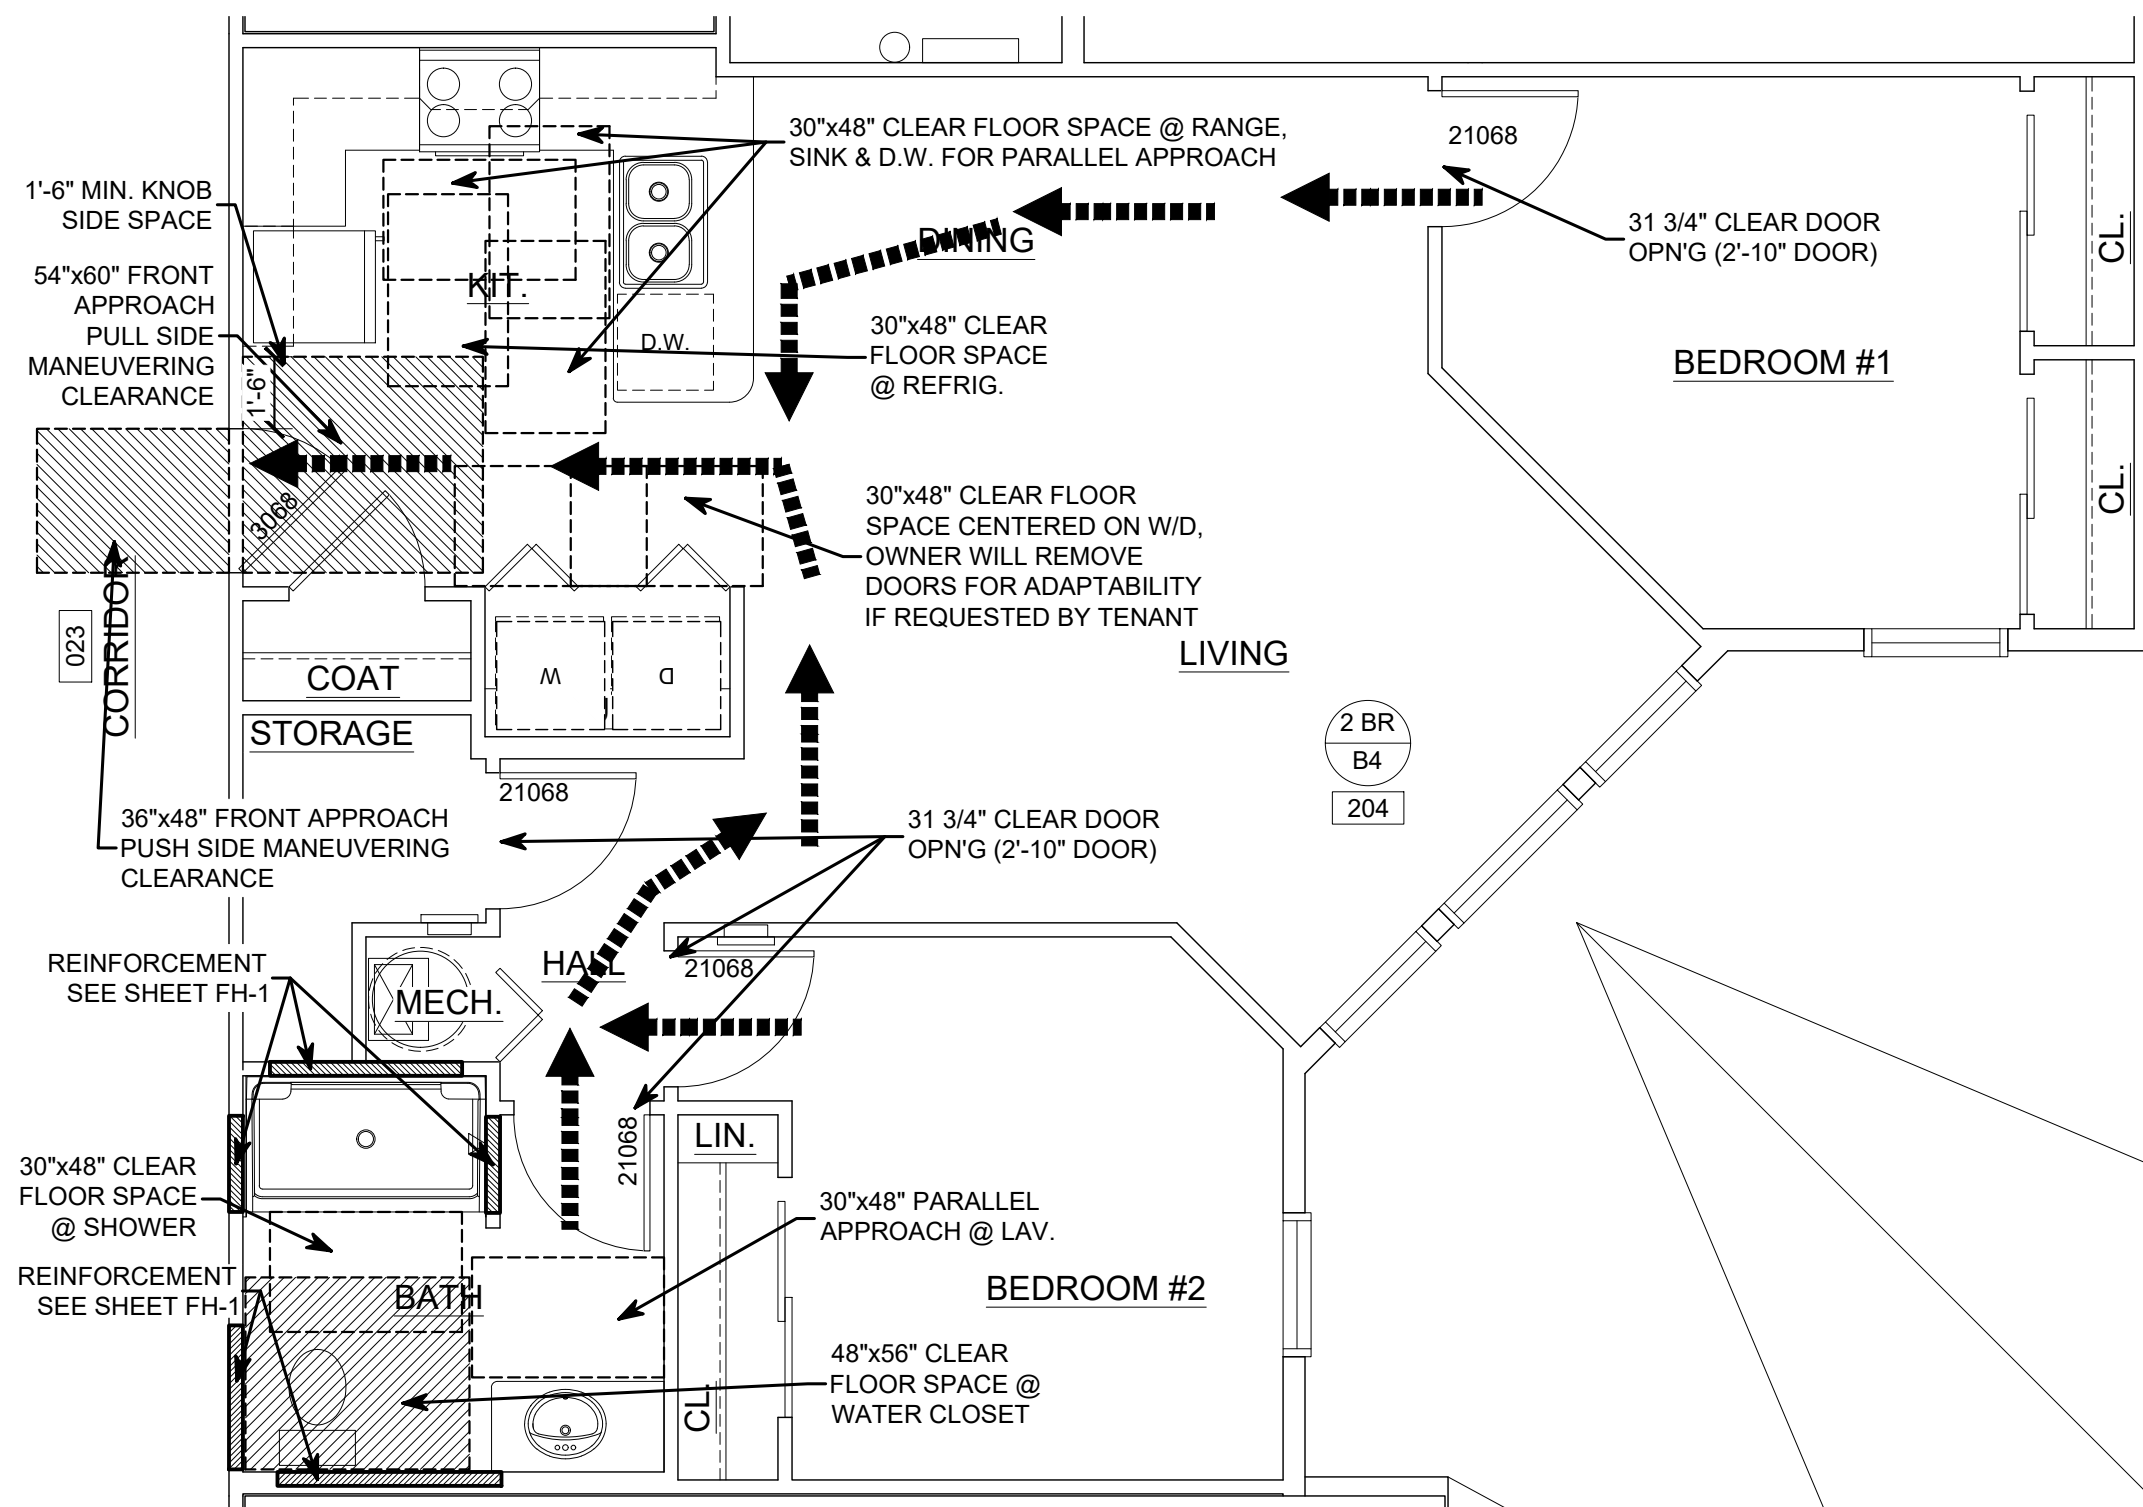 30"x48" CLEAR FLOOR SPACE @ RANGE,
SINK & D.W. FOR PARALLEL APPROACH
21068
1'-6" MIN. KNOB
SIDE SPACE
31 3/4" CLEAR DOOR
OPN'G (2'-10" DOOR)
CL.
DINING
54"x60" FRONT
APPROACH
PULL SIDE
MANEUVERING
CLEARANCE
KIT.
D.W.
30"x48" CLEAR
FLOOR SPACE
@ REFRIG.
BEDROOM #1
1'-6"
CL.
3068
30"x48" CLEAR FLOOR
SPACE CENTERED ON W/D,
OWNER WILL REMOVE
DOORS FOR ADAPTABILITY
IF REQUESTED BY TENANT
023
CORRIDOR
LIVING
COAT
W
D
STORAGE
2 BR
B4
204
21068
36"x48" FRONT APPROACH
PUSH SIDE MANEUVERING
CLEARANCE
31 3/4" CLEAR DOOR
OPN'G (2'-10" DOOR)
REINFORCEMENT
SEE SHEET FH-1
HALL
21068
MECH.
21068
LIN.
30"x48" CLEAR
FLOOR SPACE
@ SHOWER
30"x48" PARALLEL
APPROACH @ LAV.
REINFORCEMENT
SEE SHEET FH-1
BATH
BEDROOM #2
48"x56" CLEAR
FLOOR SPACE @
WATER CLOSET
CL.